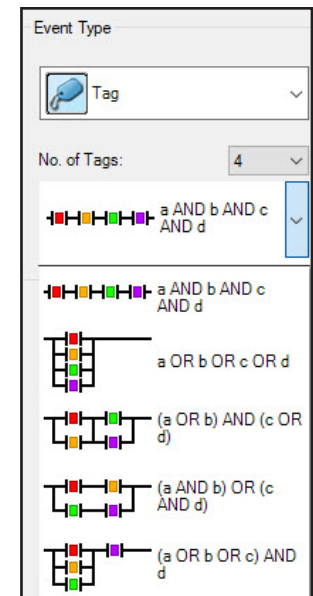 Event Type
Tag
No. of Tags:
4
a AND b AND c
AND d
a AND b AND c
AND d
a OR b OR c OR d
(a OR b) AND (c OR
d)
(a AND b) OR (c
AND d)
(a OR b OR c) AND
d